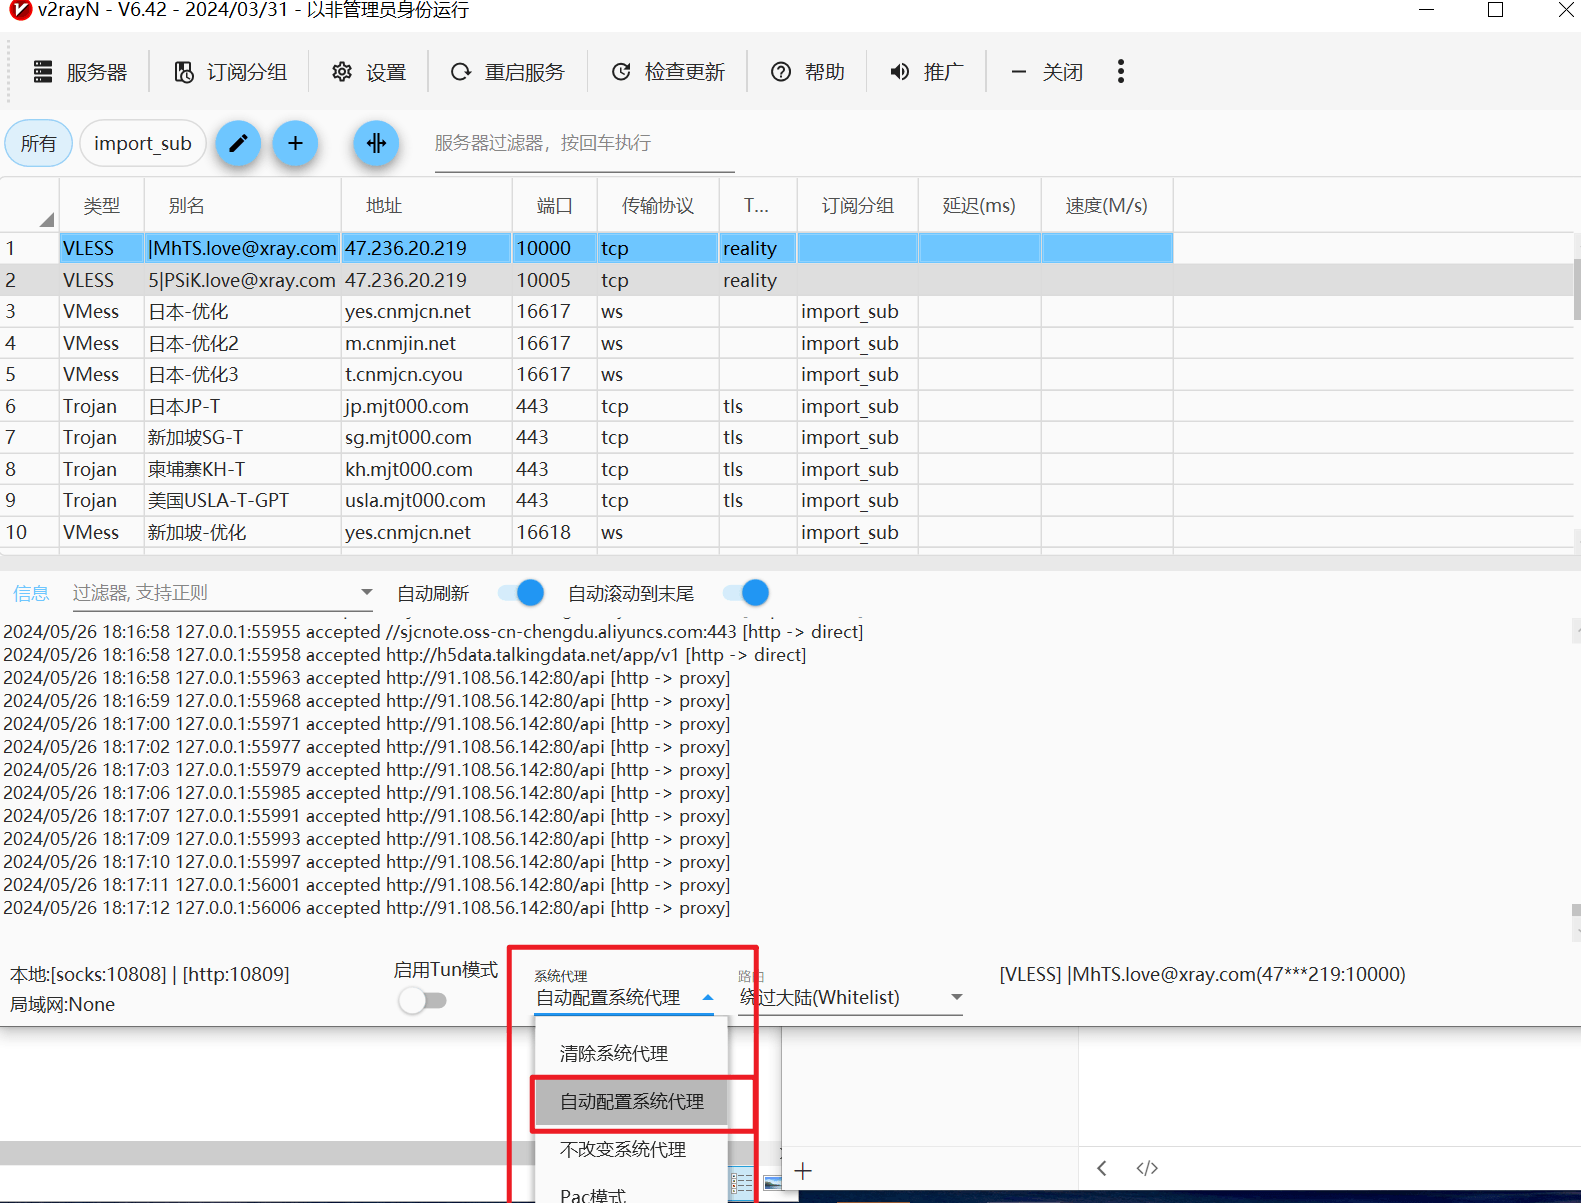 v2rayN - V6.42 - 2024/03/31 - 以非管理员身份运行
服务器 订阅分组 设置 重启服务 检查更新 帮助 推广 关闭
所有 import_sub 服务器过滤器，按回车执行
类型 别名 地址 端口 传输协议 T... 订阅分组 延迟(ms) 速度(M/s)
1 VLESS |MhTS.love@xray.com 47.236.20.219 10000 tcp reality
2 VLESS 5|PSiK.love@xray.com 47.236.20.219 10005 tcp reality
3 VMess 日本-优化 yes.cnmjcn.net 16617 ws import_sub
4 VMess 日本-优化2 m.cnmjin.net 16617 ws import_sub
5 VMess 日本-优化3 t.cnmjcn.cyou 16617 ws import_sub
6 Trojan 日本JP-T jp.mjt000.com 443 tcp tls import_sub
7 Trojan 新加坡SG-T sg.mjt000.com 443 tcp tls import_sub
8 Trojan 柬埔寨KH-T kh.mjt000.com 443 tcp tls import_sub
9 Trojan 美国USLA-T-GPT usla.mjt000.com 443 tcp tls import_sub
10 VMess 新加坡-优化 yes.cnmjcn.net 16618 ws import_sub
信息 过滤器, 支持正则 自动刷新 自动滚动到末尾
2024/05/26 18:16:58 127.0.0.1:55955 accepted //sjcnote.oss-cn-chengdu.aliyuncs.com:443 [http -> direct]
2024/05/26 18:16:58 127.0.0.1:55958 accepted http://h5data.talkingdata.net/app/v1 [http -> direct]
2024/05/26 18:16:58 127.0.0.1:55963 accepted http://91.108.56.142:80/api [http -> proxy]
2024/05/26 18:16:59 127.0.0.1:55968 accepted http://91.108.56.142:80/api [http -> proxy]
2024/05/26 18:17:00 127.0.0.1:55971 accepted http://91.108.56.142:80/api [http -> proxy]
2024/05/26 18:17:02 127.0.0.1:55977 accepted http://91.108.56.142:80/api [http -> proxy]
2024/05/26 18:17:03 127.0.0.1:55979 accepted http://91.108.56.142:80/api [http -> proxy]
2024/05/26 18:17:06 127.0.0.1:55985 accepted http://91.108.56.142:80/api [http -> proxy]
2024/05/26 18:17:07 127.0.0.1:55991 accepted http://91.108.56.142:80/api [http -> proxy]
2024/05/26 18:17:09 127.0.0.1:55993 accepted http://91.108.56.142:80/api [http -> proxy]
2024/05/26 18:17:10 127.0.0.1:55997 accepted http://91.108.56.142:80/api [http -> proxy]
2024/05/26 18:17:11 127.0.0.1:56001 accepted http://91.108.56.142:80/api [http -> proxy]
2024/05/26 18:17:12 127.0.0.1:56006 accepted http://91.108.56.142:80/api [http -> proxy]
本地:[socks:10808] | [http:10809] 启用Tun模式 系统代理 路由 [VLESS] |MhTS.love@xray.com(47***219:10000)
局域网:None 自动配置系统代理 绕过大陆(Whitelist)
清除系统代理
自动配置系统代理
不改变系统代理
Pac模式